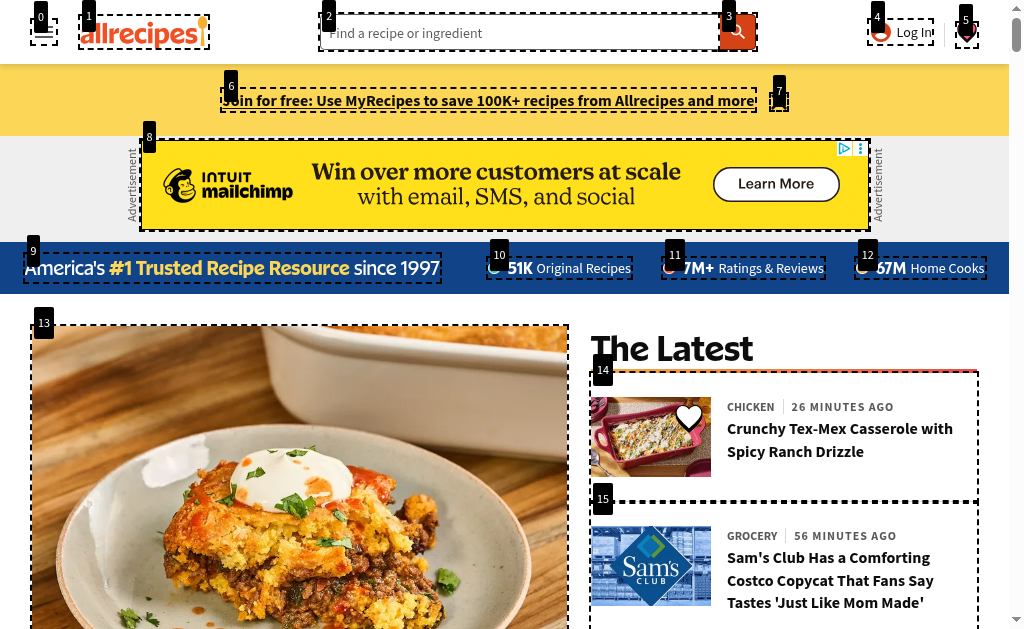 0
1
allrecipes
2
Find a recipe or ingredient
3
4
Log In
5
6
Join for free: Use MyRecipes to save 100K+ recipes from Allrecipes and more
7
8
Advertisement
INTUIT
mailchimp
Win over more customers at scale
with email, SMS, and social
Learn More
Advertisement
9
America's #1 Trusted Recipe Resource since 1997
10
51K Original Recipes
11
7M+ Ratings & Reviews
12
67M Home Cooks
13
The Latest
14
CHICKEN
26 MINUTES AGO
Crunchy Tex-Mex Casserole with
Spicy Ranch Drizzle
15
Sam's
CLUB
GROCERY
56 MINUTES AGO
Sam's Club Has a Comforting
Costco Copycat That Fans Say
Tastes 'Just Like Mom Made'